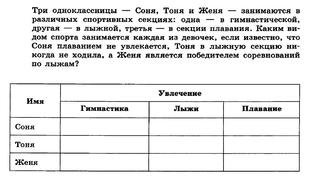 Три одноклассницы — Соня, Тоня и Женя — занимаются в
различных спортивных секциях: одна — в гимнастической,
другая — в лыжной, третья — в секции плавания. Каким ви-
дом спорта занимается каждая из девочек, если известно, что
Соня плаванием не увлекается, Тоня в лыжную секцию ни-
когда не ходила, а Женя является победителем соревнований
по лыжам?
Имя
Увлечение
Гимнастика Лыжи Плавание
Соня
Тоня
Женя